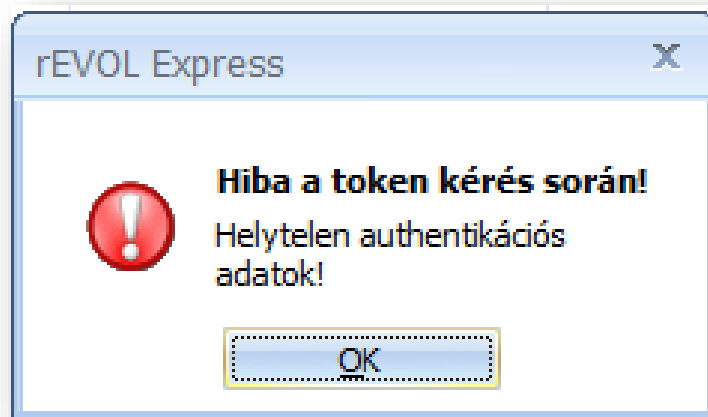 rEVOL Express
Hiba a token kérés során!
Helytelen authentikációs
adatok!
OK